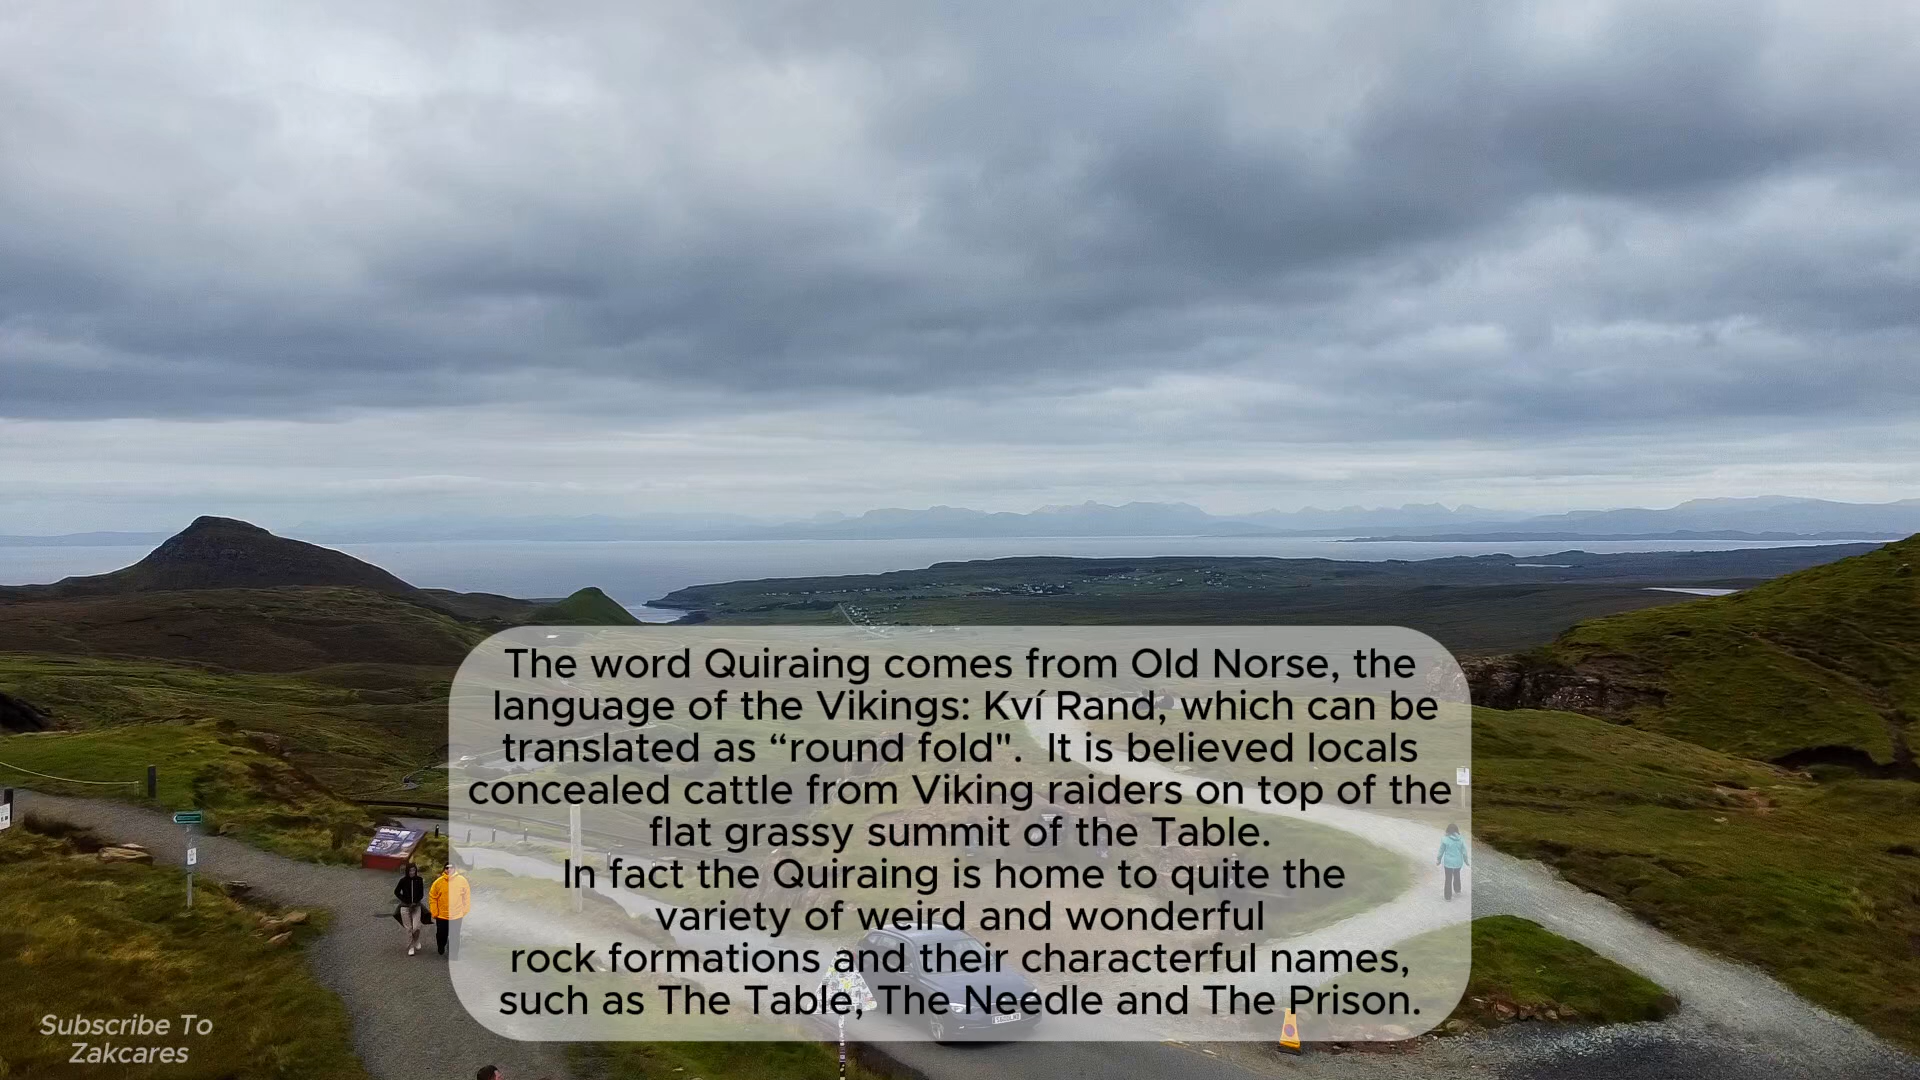 The word Quiraing comes from Old Norse, the
language of the Vikings: Kví Rand, which can be
translated as “round fold".  It is believed locals
concealed cattle from Viking raiders on top of the
flat grassy summit of the Table.
In fact the Quiraing is home to quite the
variety of weird and wonderful
rock formations and their characterful names,
such as The Table, The Needle and The Prison.
Subscribe To
Zakcares